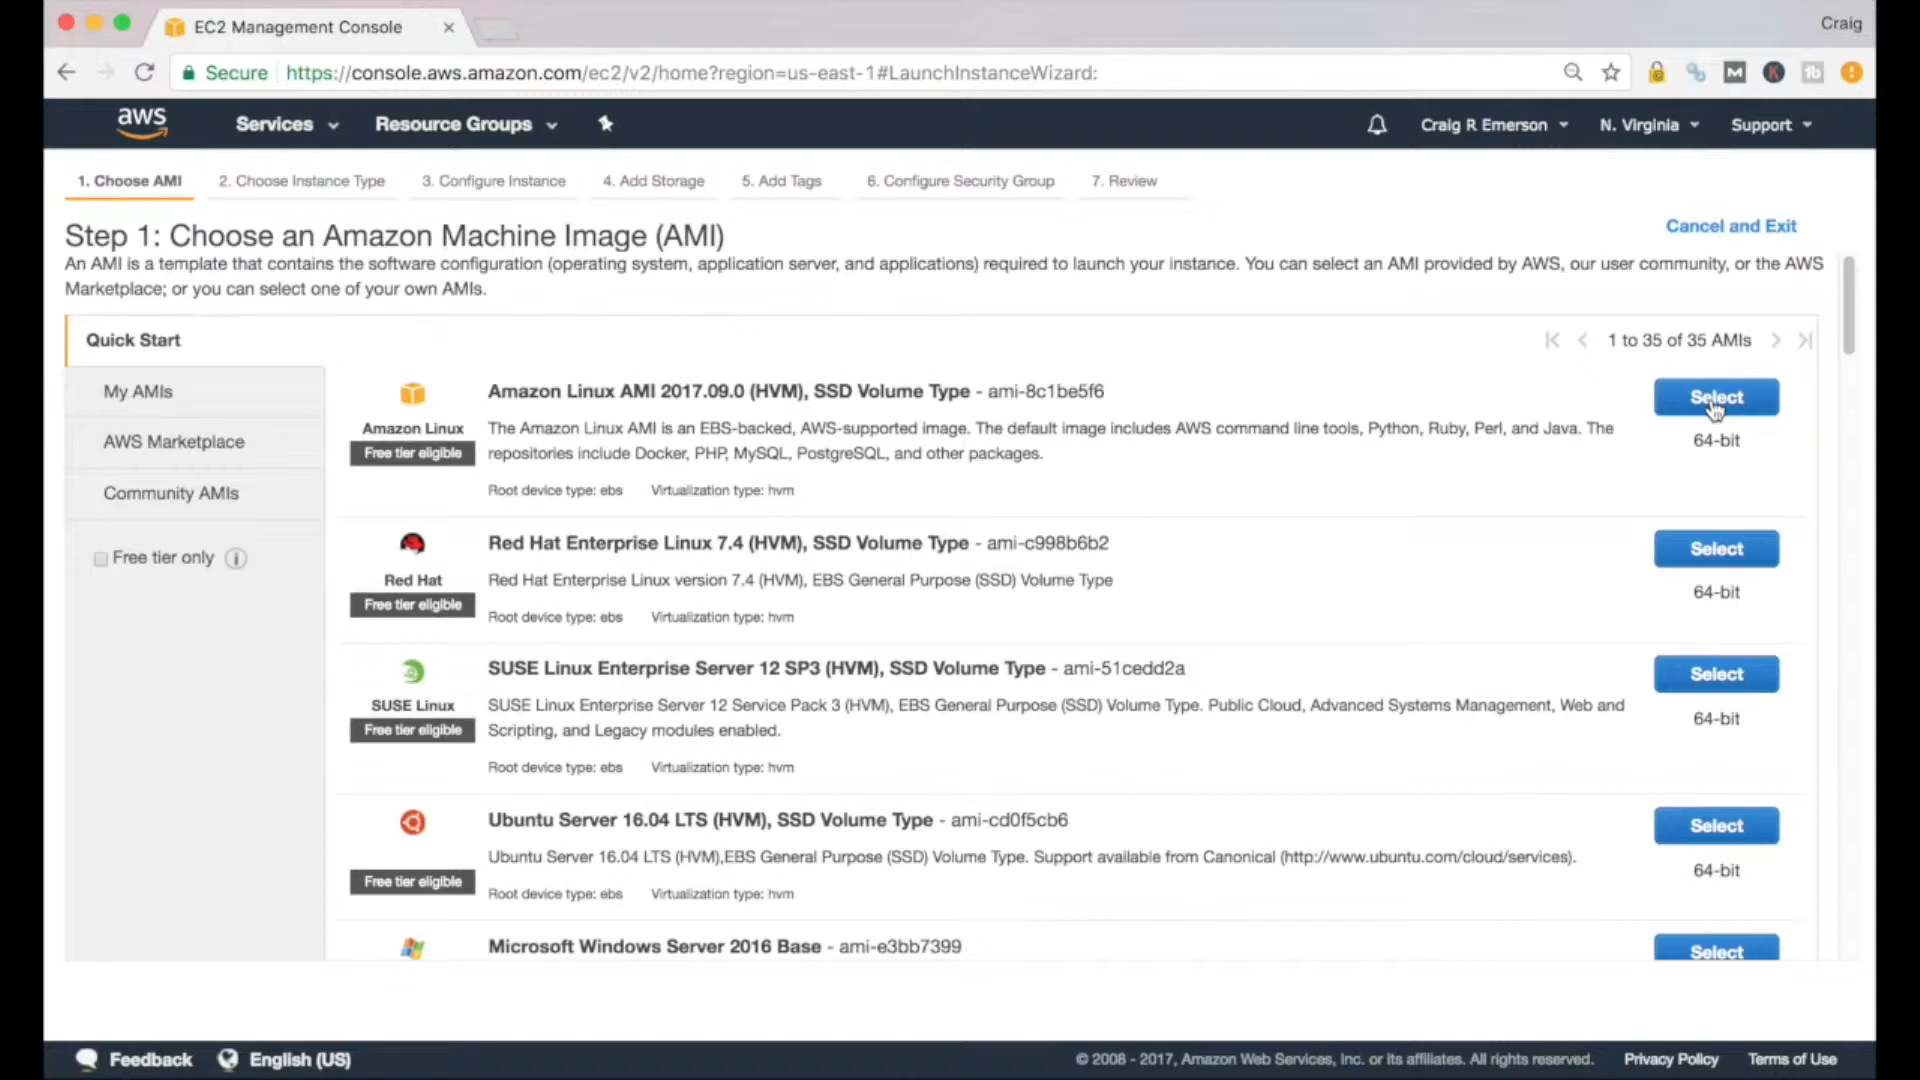 EC2 Management Console
Craig
Secure https://console.aws.amazon.com/ec2/v2/home?region=us-east-1#LaunchInstanceWizard:
aws Services Resource Groups Craig R Emerson N. Virginia Support
1. Choose AMI 2. Choose Instance Type 3. Configure Instance 4. Add Storage 5. Add Tags 6. Configure Security Group 7. Review
Step 1: Choose an Amazon Machine Image (AMI)
Cancel and Exit
An AMI is a template that contains the software configuration (operating system, application server, and applications) required to launch your instance. You can select an AMI provided by AWS, our user community, or the AWS
Marketplace; or you can select one of your own AMIs.
Quick Start
1 to 35 of 35 AMIs
My AMIs
AWS Marketplace
Community AMIs
Free tier only
Amazon Linux
Free tier eligible
Amazon Linux AMI 2017.09.0 (HVM), SSD Volume Type - ami-8c1be5f6
The Amazon Linux AMI is an EBS-backed, AWS-supported image. The default image includes AWS command line tools, Python, Ruby, Perl, and Java. The
repositories include Docker, PHP, MySQL, PostgreSQL, and other packages.
Root device type: ebs Virtualization type: hvm
Select
64-bit
Red Hat
Free tier eligible
Red Hat Enterprise Linux 7.4 (HVM), SSD Volume Type - ami-c998b6b2
Red Hat Enterprise Linux version 7.4 (HVM), EBS General Purpose (SSD) Volume Type
Root device type: ebs Virtualization type: hvm
Select
64-bit
SUSE Linux
Free tier eligible
SUSE Linux Enterprise Server 12 SP3 (HVM), SSD Volume Type - ami-51cedd2a
SUSE Linux Enterprise Server 12 Service Pack 3 (HVM), EBS General Purpose (SSD) Volume Type. Public Cloud, Advanced Systems Management, Web and
Scripting, and Legacy modules enabled.
Root device type: ebs Virtualization type: hvm
Select
64-bit
Free tier eligible
Ubuntu Server 16.04 LTS (HVM), SSD Volume Type - ami-cd0f5cb6
Ubuntu Server 16.04 LTS (HVM),EBS General Purpose (SSD) Volume Type. Support available from Canonical (http://www.ubuntu.com/cloud/services).
Root device type: ebs Virtualization type: hvm
Select
64-bit
Microsoft Windows Server 2016 Base - ami-e3bb7399
Select
Feedback English (US)
© 2008 - 2017, Amazon Web Services, Inc. or its affiliates. All rights reserved. Privacy Policy Terms of Use